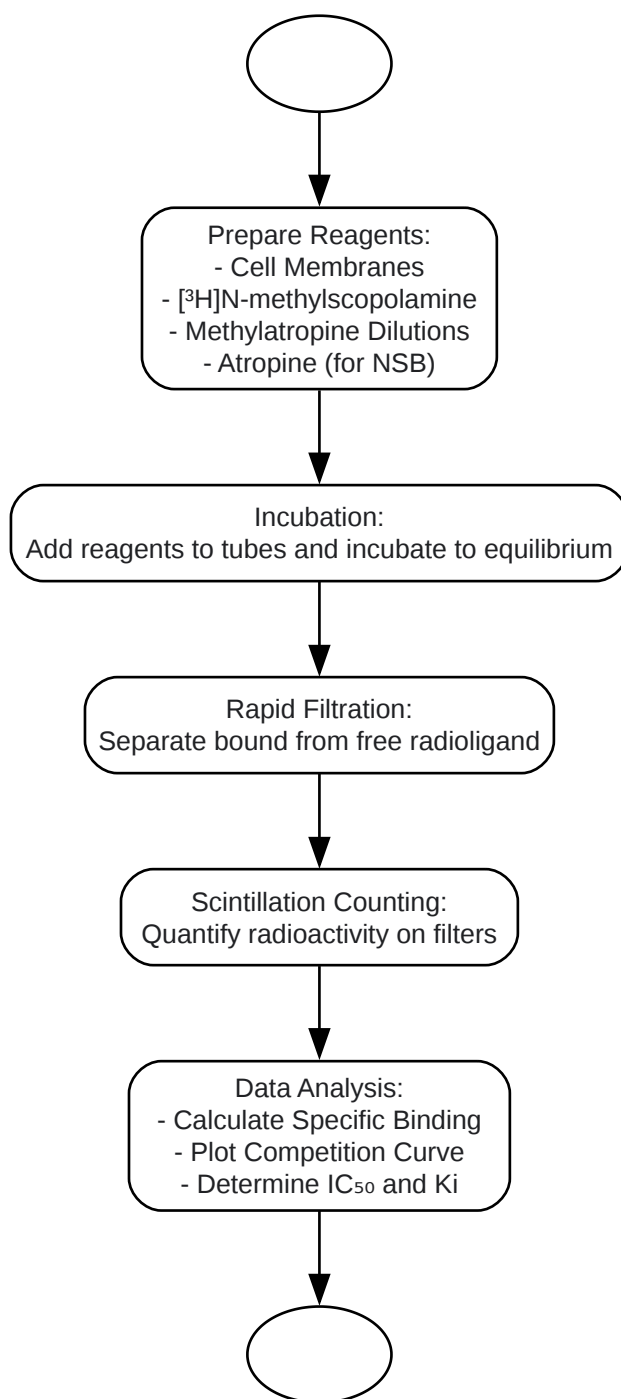 Prepare Reagents:
- Cell Membranes
- [³H]N-methylscopolamine
- Methylatropine Dilutions
- Atropine (for NSB)
Incubation:
Add reagents to tubes and incubate to equilibrium
Rapid Filtration:
Separate bound from free radioligand
Scintillation Counting:
Quantify radioactivity on filters
Data Analysis:
- Calculate Specific Binding
- Plot Competition Curve
- Determine IC₅₀ and Ki